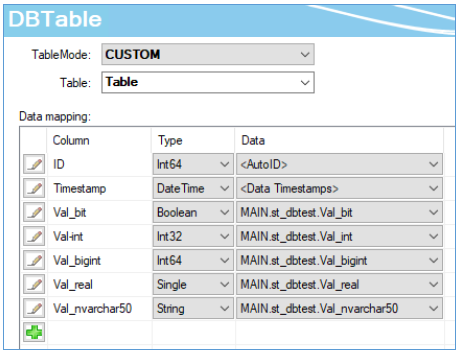 DBTable
TableMode: CUSTOM
Table: Table
Data mapping:
Column Type Data
ID Int64 <AutoID>
Timestamp DateTime <Data Timestamps>
Val_bit Boolean MAIN.st_dbtest.Val_bit
Val-int Int32 MAIN.st_dbtest.Val_int
Val_bigint Int64 MAIN.st_dbtest.Val_bigint
Val_real Single MAIN.st_dbtest.Val_real
Val_nvarchar50 String MAIN.st_dbtest.Val_nvarchar50